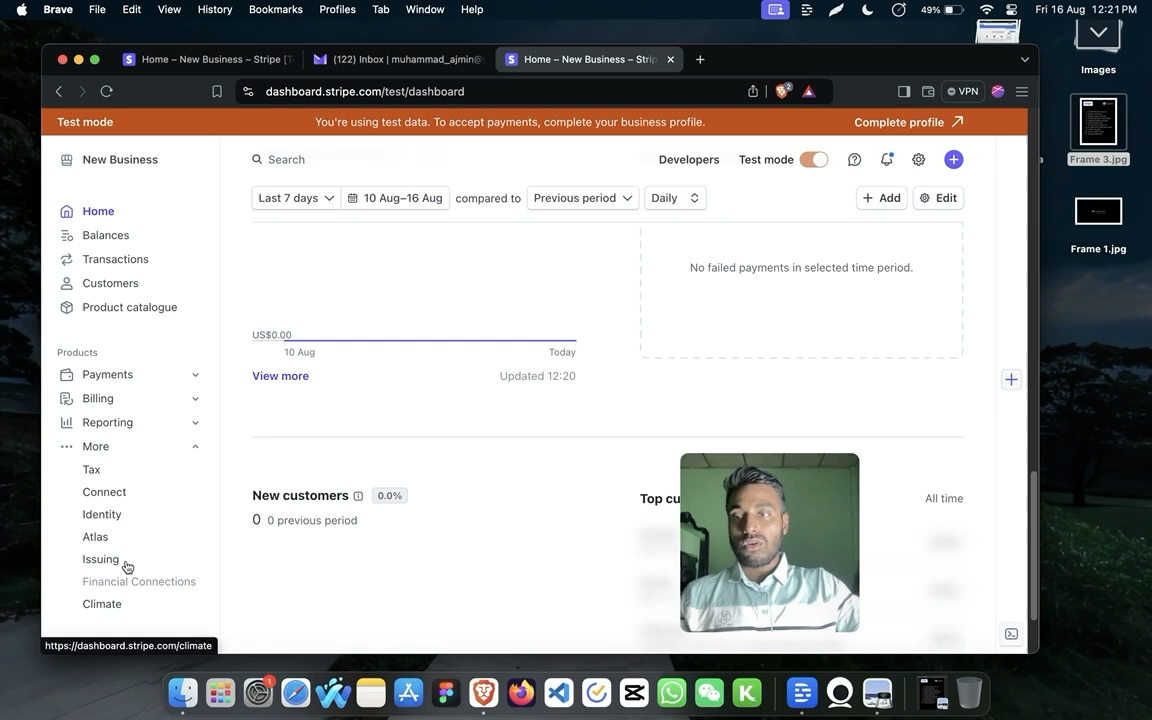 Brave File Edit View History Bookmarks Profiles Tab Window Help 49% Fri 16 Aug 12:21 PM
Images
Frame 3.jpg
Frame 1.jpg
Home – New Business – Stripe [T
(122) Inbox | muhammad_ajmin@
Home – New Business – Strip
dashboard.stripe.com/test/dashboard
2
VPN
Test mode
You're using test data. To accept payments, complete your business profile.
Complete profile
New Business
Search
Developers
Test mode
Home
Balances
Transactions
Customers
Product catalogue
Products
Payments
Billing
Reporting
More
Tax
Connect
Identity
Atlas
Issuing
Financial Connections
Climate
https://dashboard.stripe.com/climate
Last 7 days 10 Aug–16 Aug compared to Previous period Daily Add Edit
No failed payments in selected time period.
US$0.00
10 Aug Today
View more Updated 12:20
New customers 0.0%
0 0 previous period
Top cu
All time
1